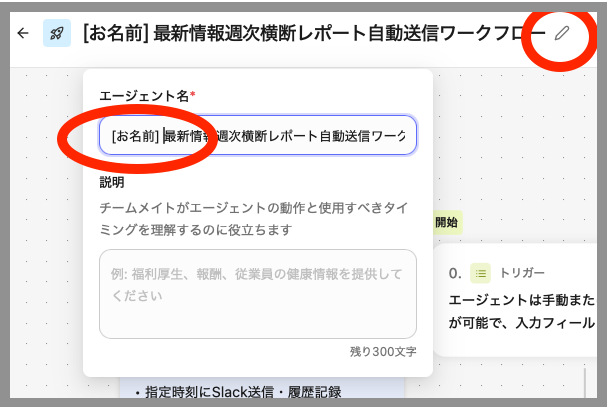 [お名前] 最新情報週次横断レポート自動送信ワークフロー
エージェント名*
[お名前] 最新情報週次横断レポート自動送信ワーク
説明
チームメイトがエージェントの動作と使用すべきタイ
ミングを理解するのに役立ちます
例: 福利厚生、報酬、従業員の健康情報を提供して
ください
残り300文字
開始
0. トリガー
エージェントは手動また
が可能で、入力フィール
・指定時刻にSlack送信・履歴記録